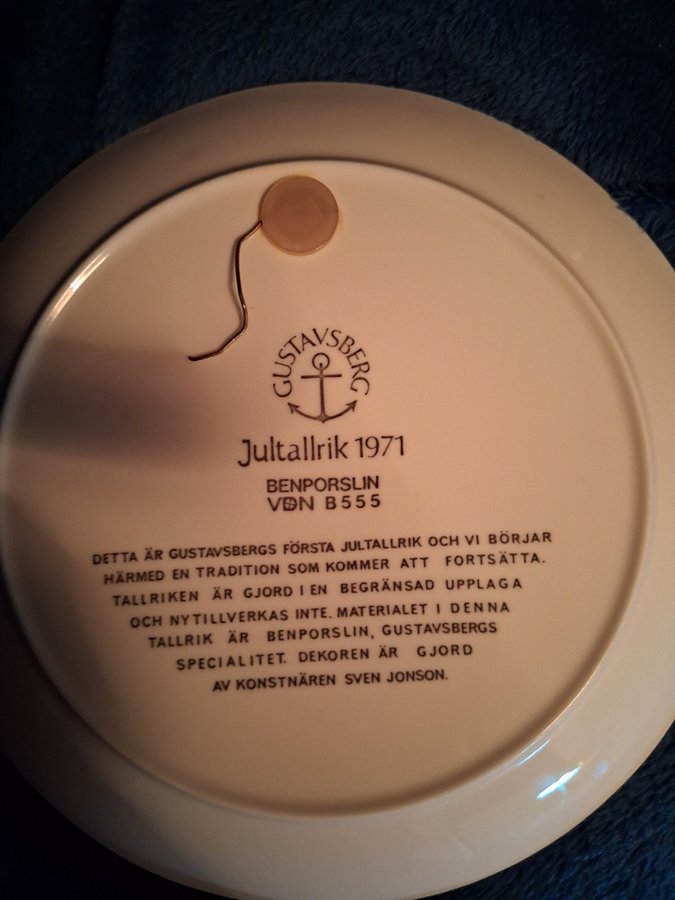 GUSTAVSBERG
Jultallrik 1971
BENPORSLIN
VDN B555
DETTA ÄR GUSTAVSBERGS FÖRSTA JULTALLRIK OCH VI BÖRJAR
HÄRMED EN TRADITION SOM KOMMER ATT FORTSÄTTA.
TALLRIKEN ÄR GJORD I EN BEGRÄNSAD UPPLAGA
OCH NYTILLVERKAS INTE. MATERIALET I DENNA
TALLRIK ÄR BENPORSLIN, GUSTAVSBERGS
SPECIALITET. DEKOREN ÄR GJORD
AV KONSTNÄREN SVEN JONSON.